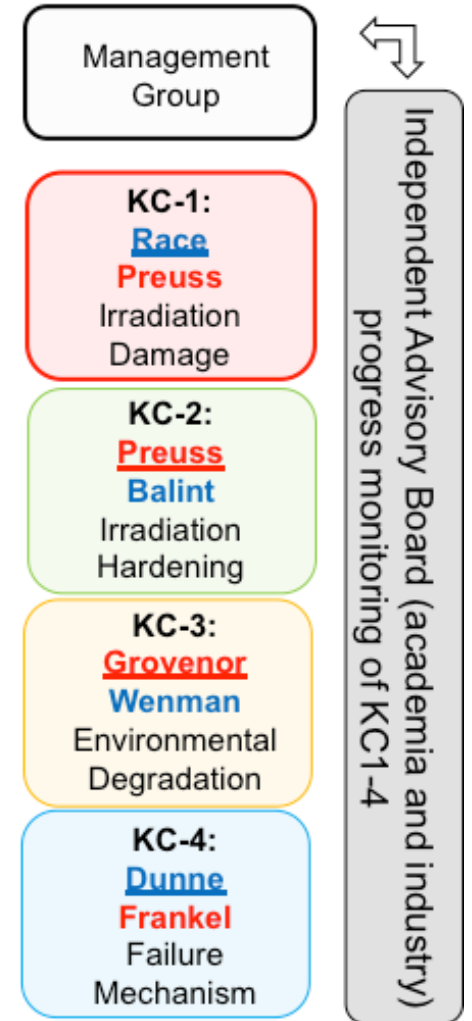 Management
Group
KC-1:
Race
Preuss
Irradiation
Damage
KC-2:
Preuss
Balint
Irradiation
Hardening
KC-3:
Grovenor
Wenman
Environmental
Degradation
KC-4:
Dunne
Frankel
Failure
Mechanism
Independent Advisory Board (academia and industry)
progress monitoring of KC1-4